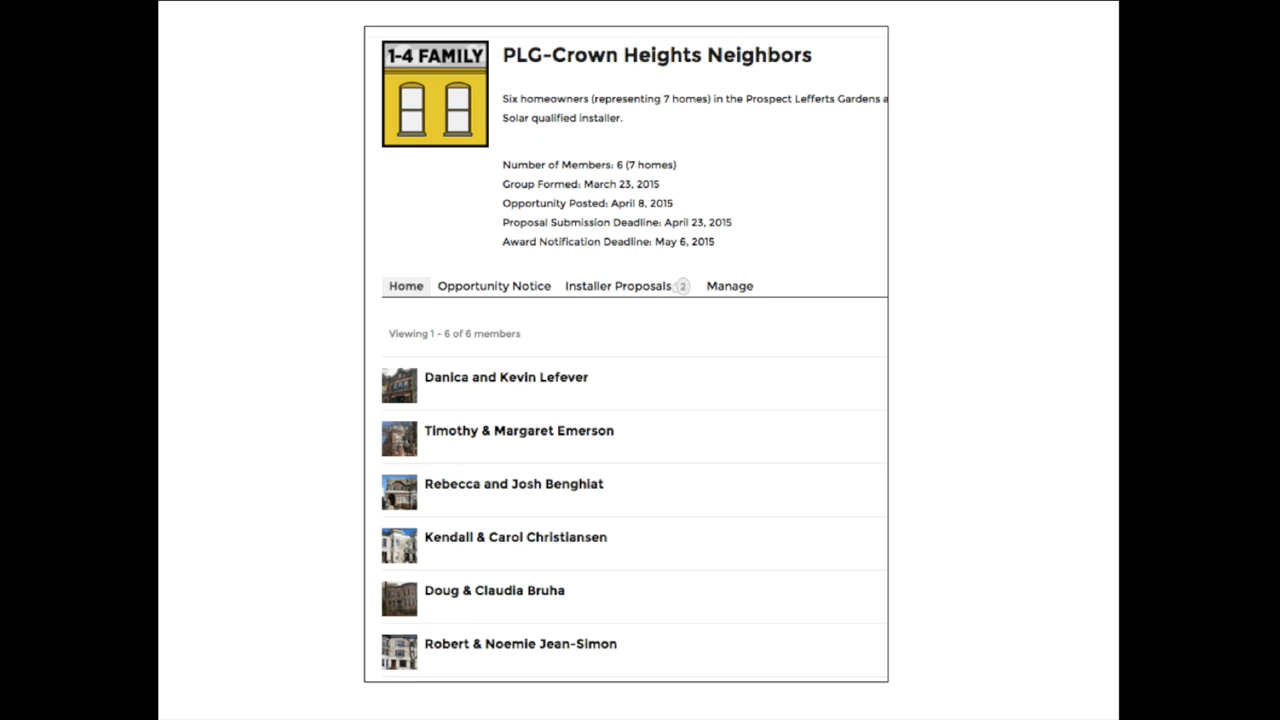 1-4 FAMILY
PLG-Crown Heights Neighbors
Six homeowners (representing 7 homes) in the Prospect Lefferts Gardens a
Solar qualified installer.
Number of Members: 6 (7 homes)
Group Formed: March 23, 2015
Opportunity Posted: April 8, 2015
Proposal Submission Deadline: April 23, 2015
Award Notification Deadline: May 6, 2015
Home Opportunity Notice Installer Proposals 2 Manage
Viewing 1 - 6 of 6 members
Danica and Kevin Lefever
Timothy & Margaret Emerson
Rebecca and Josh Benghiat
Kendall & Carol Christiansen
Doug & Claudia Bruha
Robert & Noemie Jean-Simon